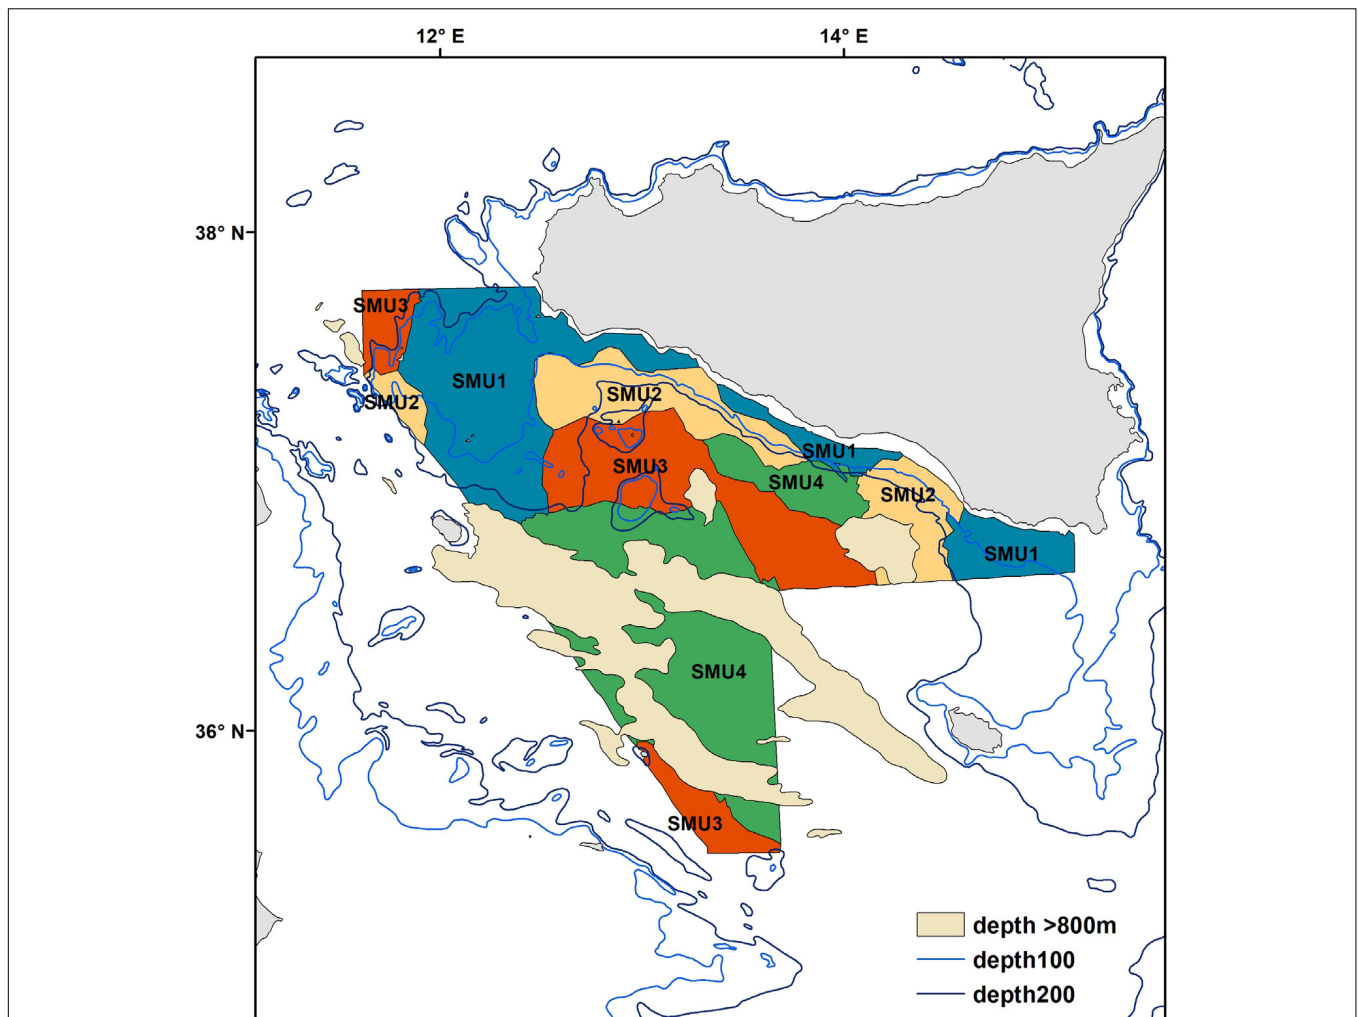 12° E
14° E
38° N
36° N
SMU3
SMU1
SMU2
SMU2
SMU3
SMU1
SMU4
SMU2
SMU1
SMU4
SMU3
depth >800m
depth100
depth200